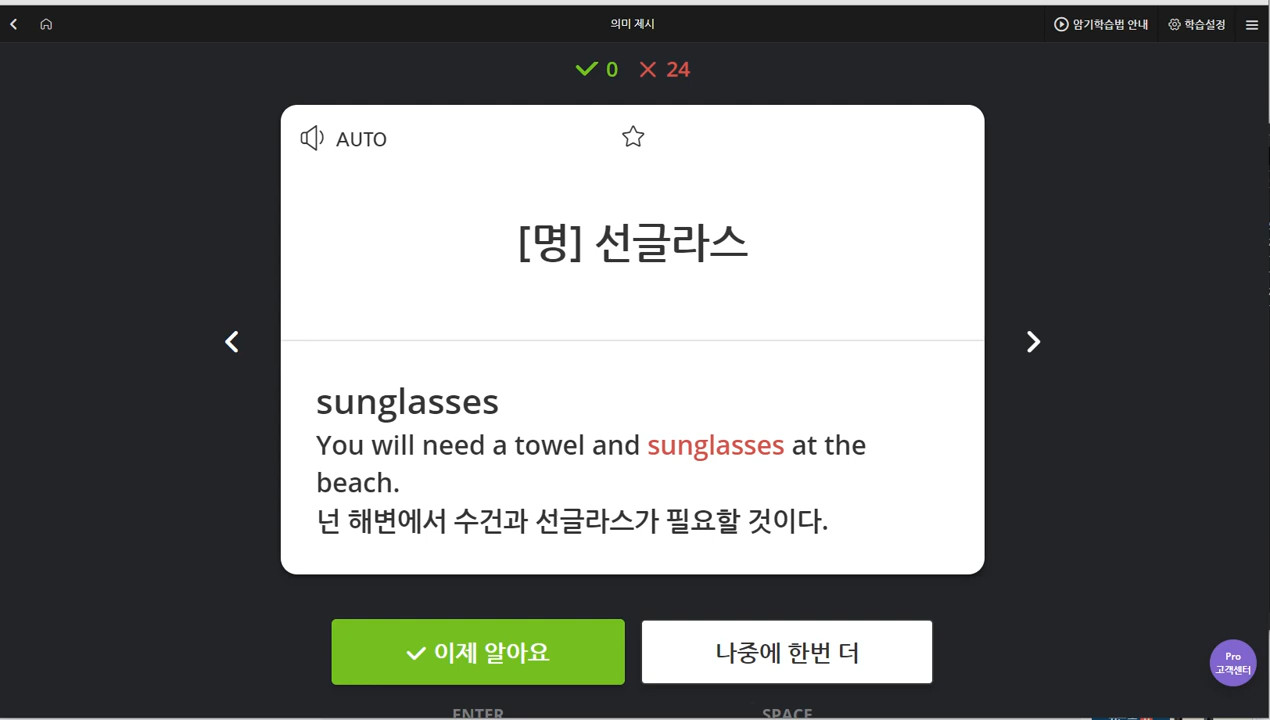 의미 제시
암기학습법 안내
학습설정
0 24
AUTO
[명] 선글라스
sunglasses
You will need a towel and sunglasses at the
beach.
넌 해변에서 수건과 선글라스가 필요할 것이다.
이제 알아요
나중에 한번 더
Pro
고객센터
ENTER
SPACE